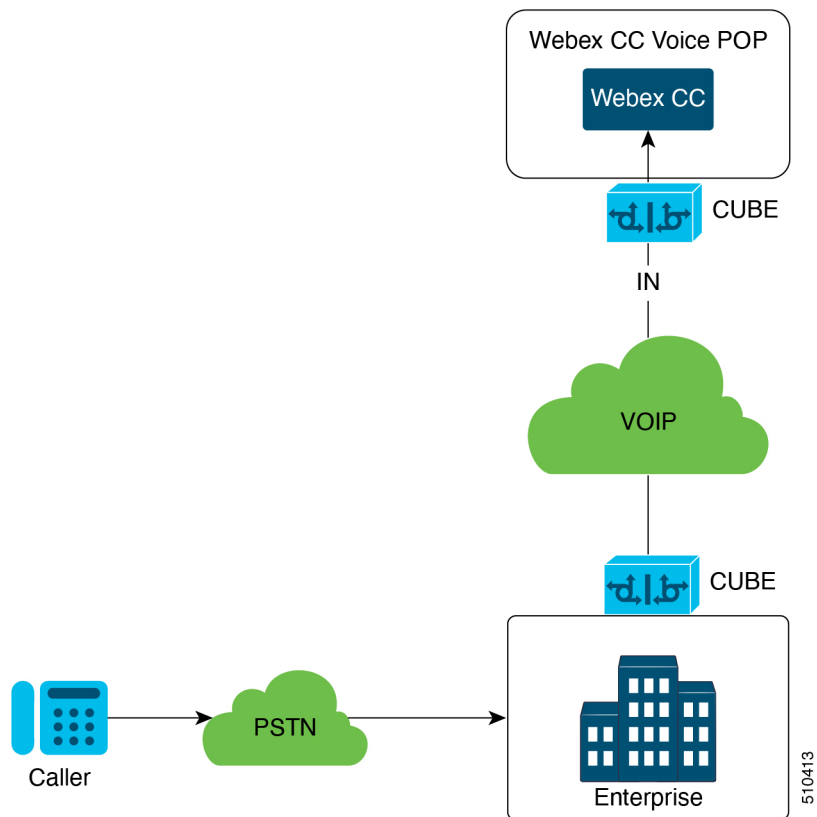 Webex CC Voice POP
Webex CC
CUBE
IN
VOIP
CUBE
PSTN
Caller
Enterprise
510413